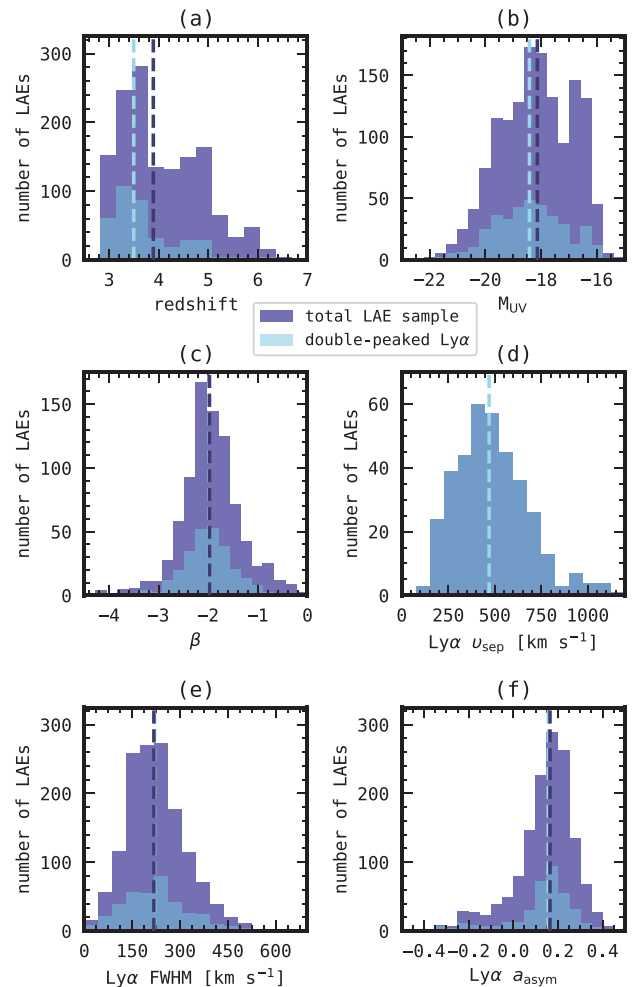 (a)
number of LAEs
300
200
100
0
3 4 5 6 7
redshift
(b)
number of LAEs
150
100
50
0
−22 −20 −18 −16
M_UV
total LAE sample
double-peaked Lyα
(c)
number of LAEs
150
100
50
0
−4 −3 −2 −1 0
β
(d)
number of LAEs
60
40
20
0
0 250 500 750 1000
Lyα υ_sep [km s⁻¹]
(e)
number of LAEs
300
200
100
0
0 150 300 450 600
Lyα FWHM [km s⁻¹]
(f)
number of LAEs
300
200
100
0
−0.4 −0.2 0.0 0.2 0.4
Lyα a_asym